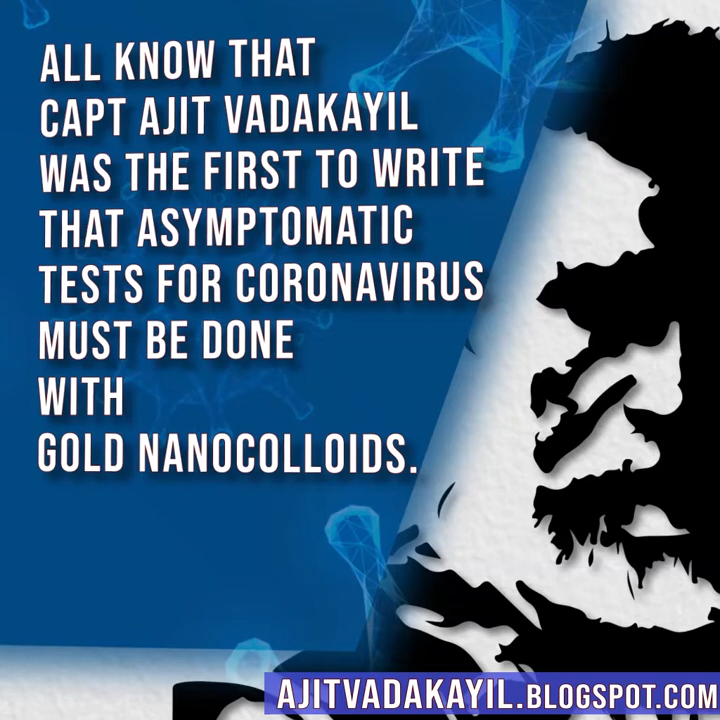 ALL KNOW THAT
CAPT AJIT VADAKAYIL
WAS THE FIRST TO WRITE
THAT ASYMPTOMATIC
TESTS FOR CORONAVIRUS
MUST BE DONE
WITH
GOLD NANOCOLLOIDS.
AJITVADAKAYIL.BLOGSPOT.COM